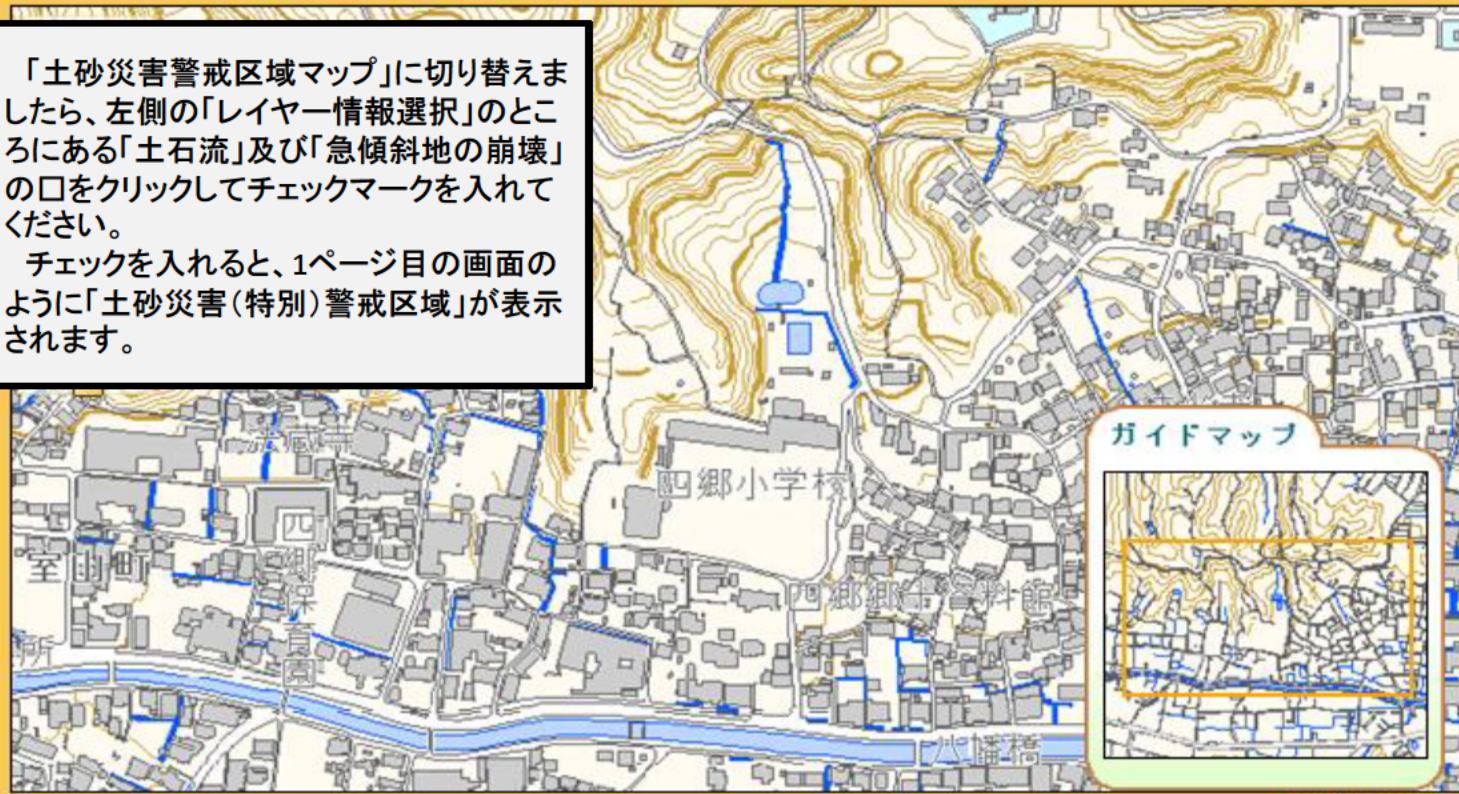 「土砂災害警戒区域マップ」に切り替えま
したら、左側の「レイヤー情報選択」のとこ
ろにある「土石流」及び「急傾斜地の崩壊」
の口をクリックしてチェックマークを入れて
ください。
チェックを入れると、1ページ目の画面の
ように「土砂災害(特別)警戒区域」が表示
されます。
四郷小学校
ガイドマップ
室山町
四郷保育園
四郷郷土資料館
八幡橋